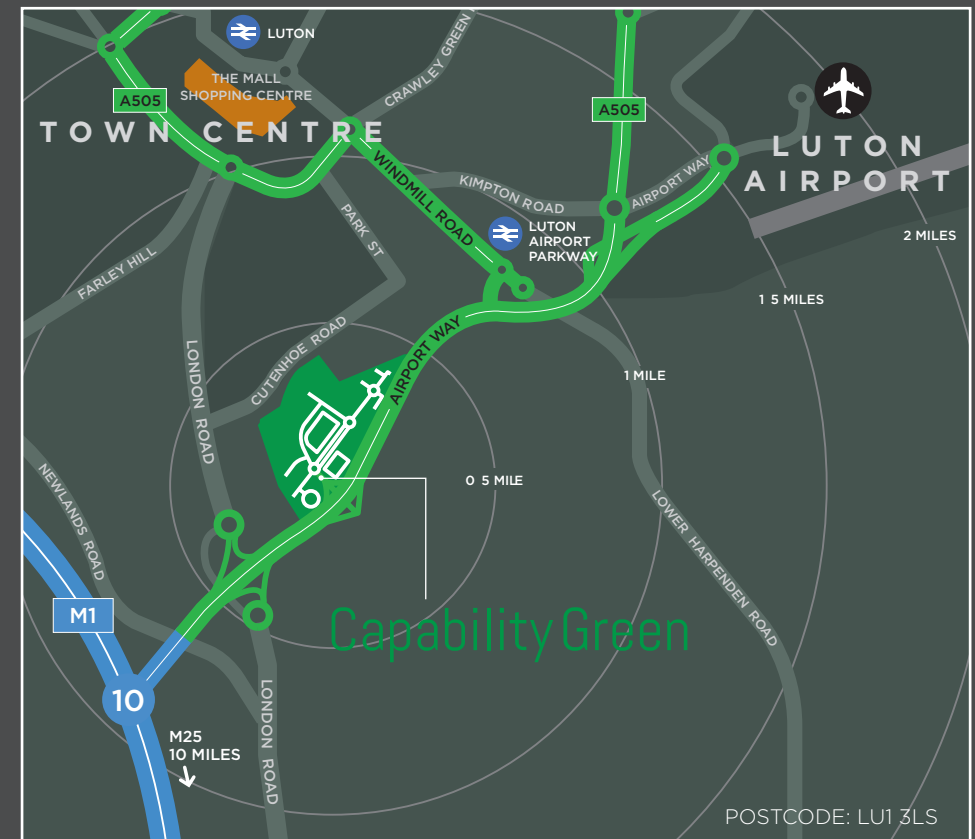 LUTON
THE MALL
SHOPPING CENTRE
CRAWLEY GREEN
A505
A505
TOWN CENTRE
LUTON
AIRPORT
WINDMILL ROAD
KIMPTON ROAD
AIRPORT WAY
PARK ST
LUTON
AIRPORT
PARKWAY
2 MILES
FARLEY HILL
1 5 MILES
CUTENHOE ROAD
AIRPORT WAY
LONDON ROAD
1 MILE
0 5 MILE
NEWLANDS ROAD
LOWER HARPENDEN ROAD
M1
Capability Green
10
LONDON ROAD
M25
10 MILES
POSTCODE: LU1 3LS